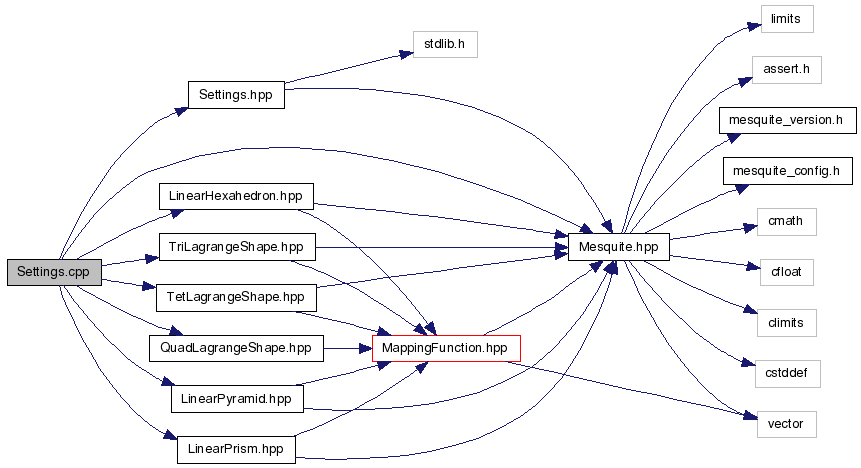 limits
stdlib.h
assert.h
Settings.hpp
mesquite_version.h
mesquite_config.h
LinearHexahedron.hpp
cmath
TriLagrangeShape.hpp
Mesquite.hpp
Settings.cpp
cfloat
TetLagrangeShape.hpp
climits
QuadLagrangeShape.hpp
MappingFunction.hpp
cstddef
LinearPyramid.hpp
vector
LinearPrism.hpp